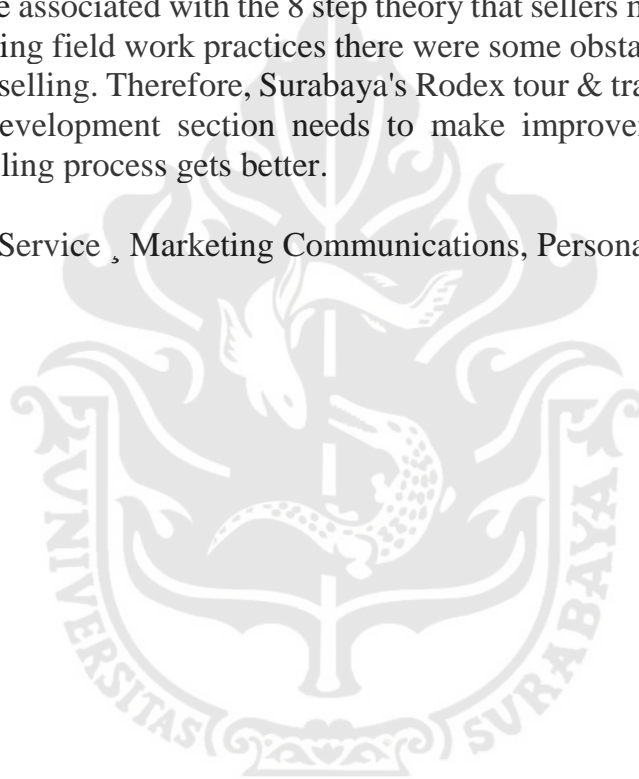 e associated with the 8 step theory that sellers
ing field work practices there were some
selling. Therefore, Surabaya's Rodex tour &
evelopment section needs to make
ling process gets better.
Service ¸ Marketing Communications,
UNIVERSITAS SURABAYA